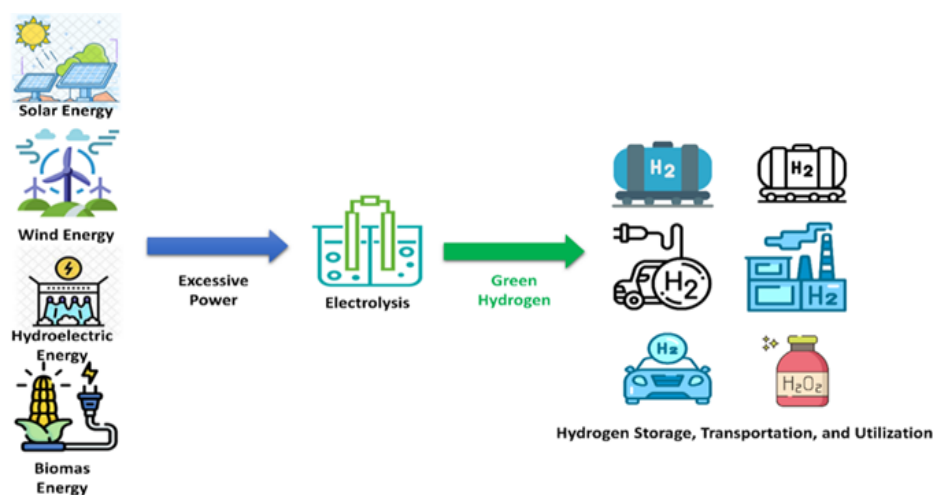 Solar Energy
Wind Energy
Hydroelectric
Energy
Biomas
Energy
Excessive
Power
Electrolysis
Green
Hydrogen
H2
H2
H2
H2
H2
H₂O₂
Hydrogen Storage, Transportation, and Utilization